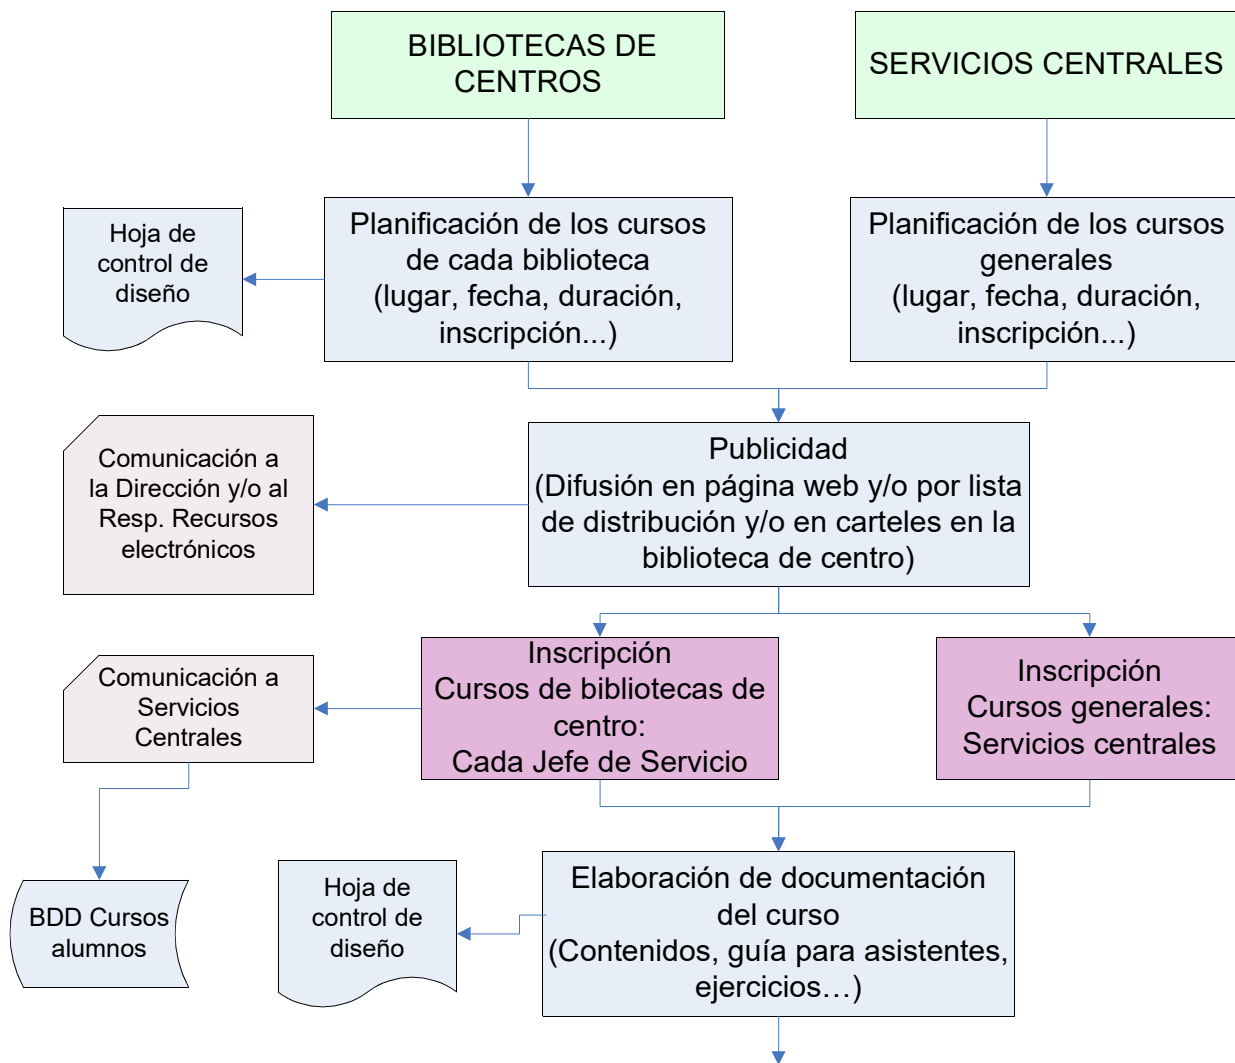 BIBLIOTECAS DE
CENTROS
SERVICIOS CENTRALES
Hoja de
control de
diseño
Planificación de los cursos
de cada biblioteca
(lugar, fecha, duración,
inscripción...)
Planificación de los cursos
generales
(lugar, fecha, duración,
inscripción...)
Comunicación a
la Dirección y/o al
Resp. Recursos
electrónicos
Publicidad
(Difusión en página web y/o por lista
de distribución y/o en carteles en la
biblioteca de centro)
Comunicación a
Servicios
Centrales
Inscripción
Cursos de bibliotecas de
centro:
Cada Jefe de Servicio
Inscripción
Cursos generales:
Servicios centrales
BDD Cursos
alumnos
Hoja de
control de
diseño
Elaboración de documentación
del curso
(Contenidos, guía para asistentes,
ejercicios…)